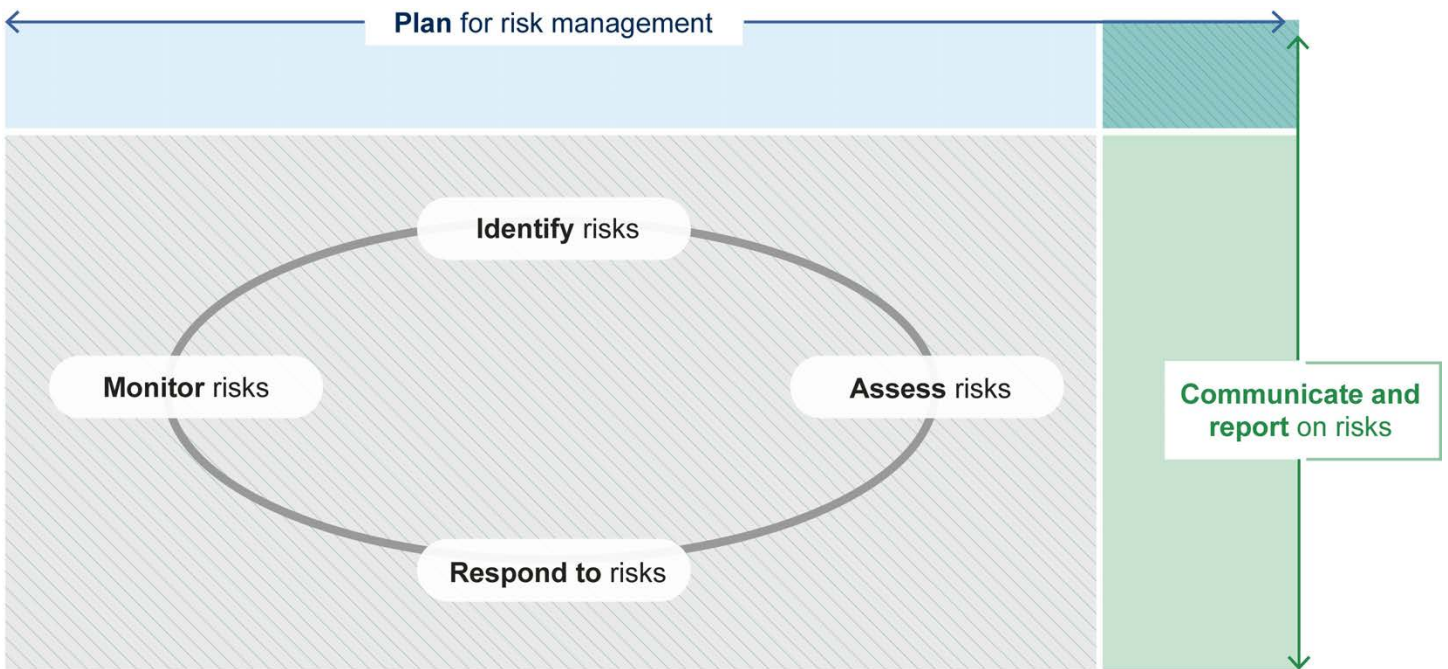 Plan for risk management
Identify risks
Monitor risks
Assess risks
Communicate and
report on risks
Respond to risks